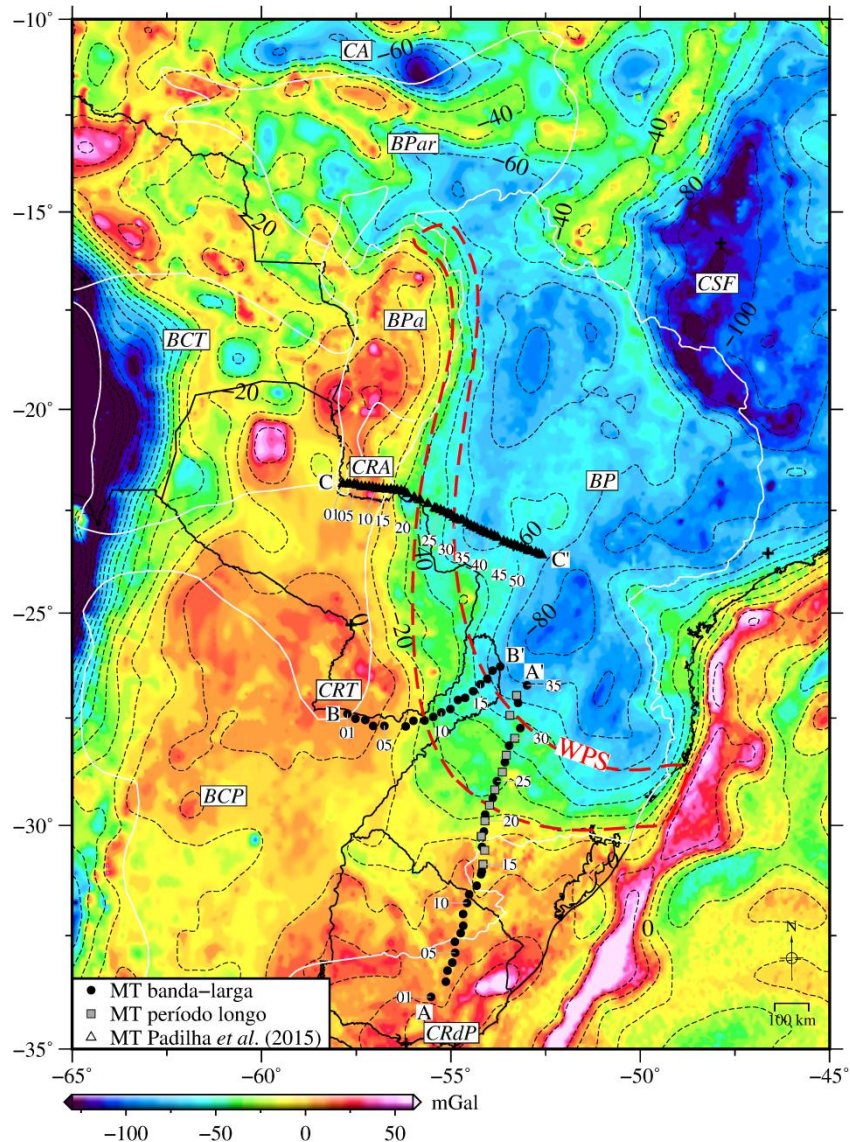 −10°
CA
−60
−40
−40
BPar
−60
−80
−15°
−40
−20
CSF
−100
BPa
BCT
−20°
−20
CRA
BP
C
−60
0105 10 15 20
25 30 35 40
45 50
C'
−40
−25°
−80
0
−20
B'
A'
CRT
35
B
15
01
05
10
30
WPS
25
BCP
20
−30°
15
10
0
05
N
01
A
CRdP
100 km
MT banda−larga
MT período longo
MT Padilha et al. (2015)
−35°
−65° −60° −55° −50° −45°
mGal
−100 −50 0 50